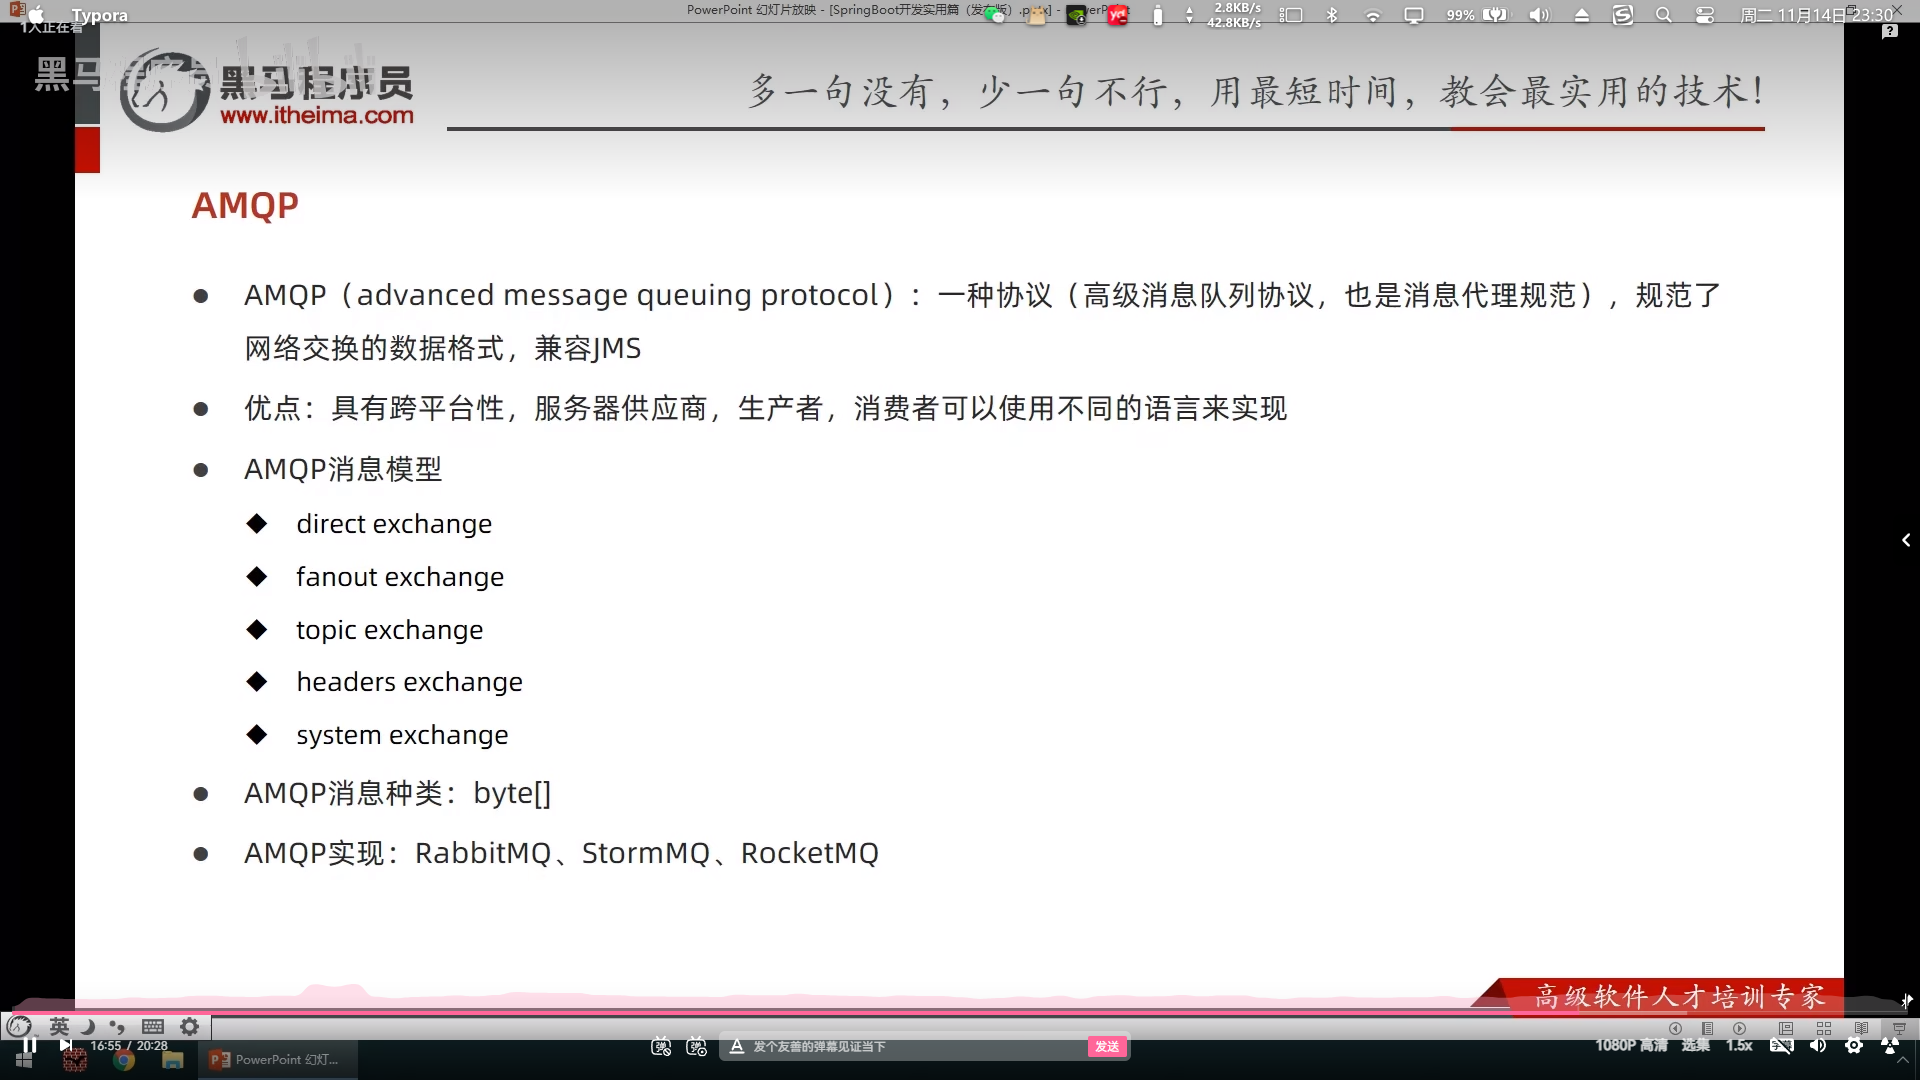 PowerPoint 幻灯片放映 - [SpringBoot开发实用篇（发布版）.pptx] - PowerPoint
Typora
2.8KB/s
42.8KB/s
99%
周二 11月14日 23:30
1人正在看
黑马程序员
www.itheima.com
多一句没有，少一句不行，用最短时间，教会最实用的技术！
AMQP
AMQP（advanced message queuing protocol）：一种协议（高级消息队列协议，也是消息代理规范），规范了
网络交换的数据格式，兼容JMS
优点：具有跨平台性，服务器供应商，生产者，消费者可以使用不同的语言来实现
AMQP消息模型
direct exchange
fanout exchange
topic exchange
headers exchange
system exchange
AMQP消息种类：byte[]
AMQP实现：RabbitMQ、StormMQ、RocketMQ
高级软件人才培训专家
英
16:55 / 20:28
发个友善的弹幕见证当下
发送
1080P 高清
选集
1.5x
PowerPoint 幻灯...